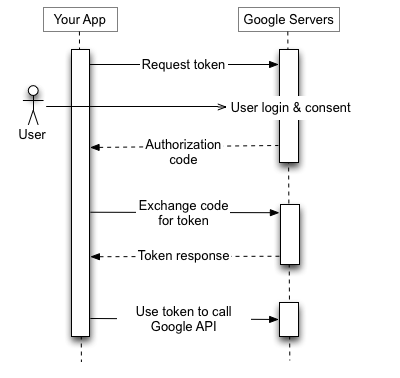 Your App
Google Servers
Request token
User login & consent
User
Authorization
code
Exchange code
for token
Token response
Use token to call
Google API